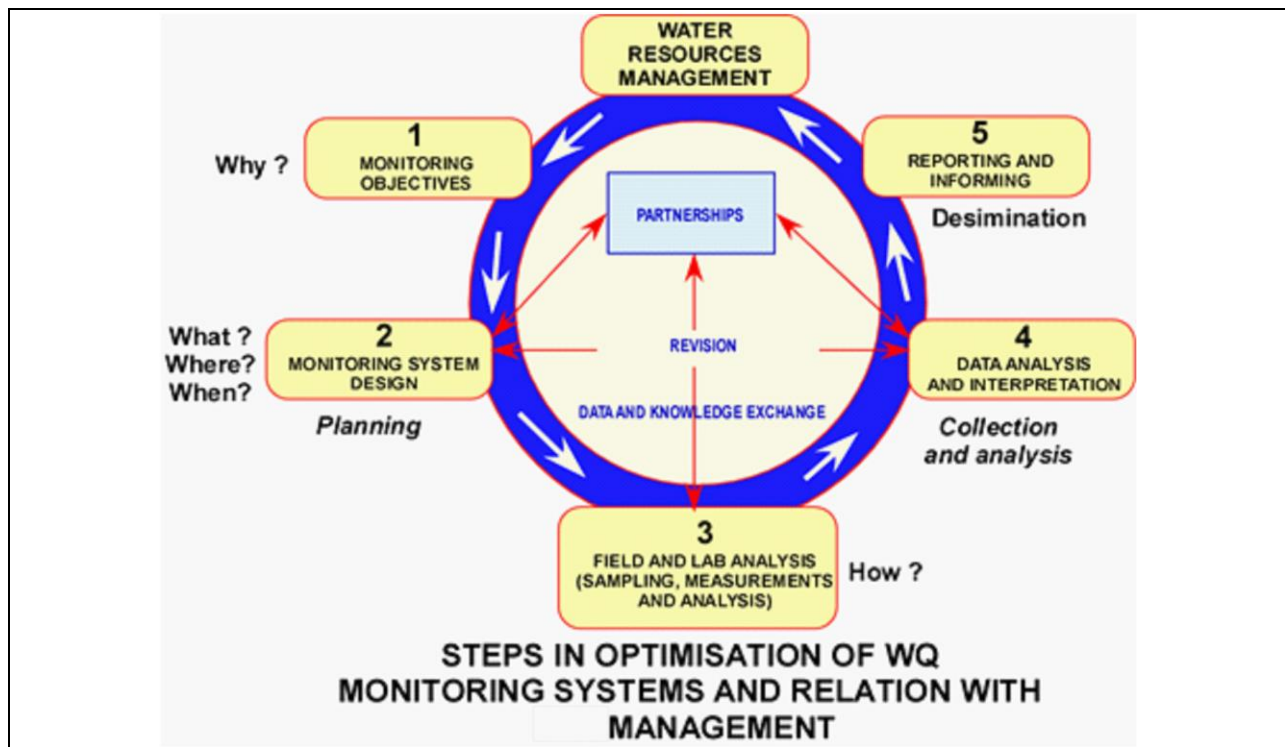 WATER
RESOURCES
MANAGEMENT
1
MONITORING
OBJECTIVES
Why ?
5
REPORTING AND
INFORMING
Desimination
PARTNERSHIPS
What ?
Where?
When?
2
MONITORING SYSTEM
DESIGN
Planning
REVISION
4
DATA ANALYSIS
AND INTERPRETATION
Collection
and analysis
DATA AND KNOWLEDGE EXCHANGE
3
FIELD AND LAB ANALYSIS
(SAMPLING, MEASUREMENTS
AND ANALYSIS)
How ?
STEPS IN OPTIMISATION OF WQ
MONITORING SYSTEMS AND RELATION WITH
MANAGEMENT